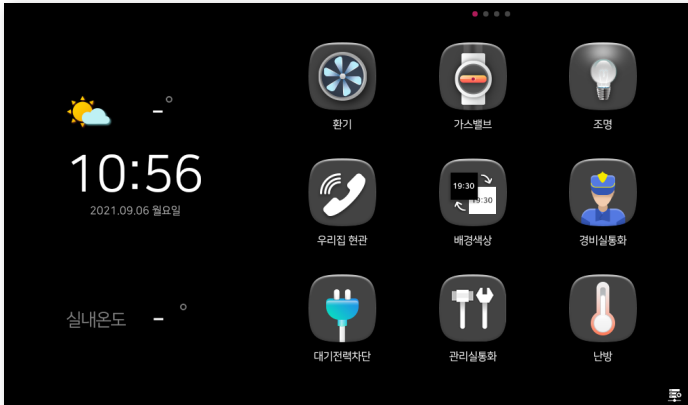 -°
10:56
2021.09.06 월요일
실내온도 -°
환기
가스밸브
조명
우리집 현관
19:30
19:30
배경색상
경비실통화
대기전력차단
관리실통화
난방